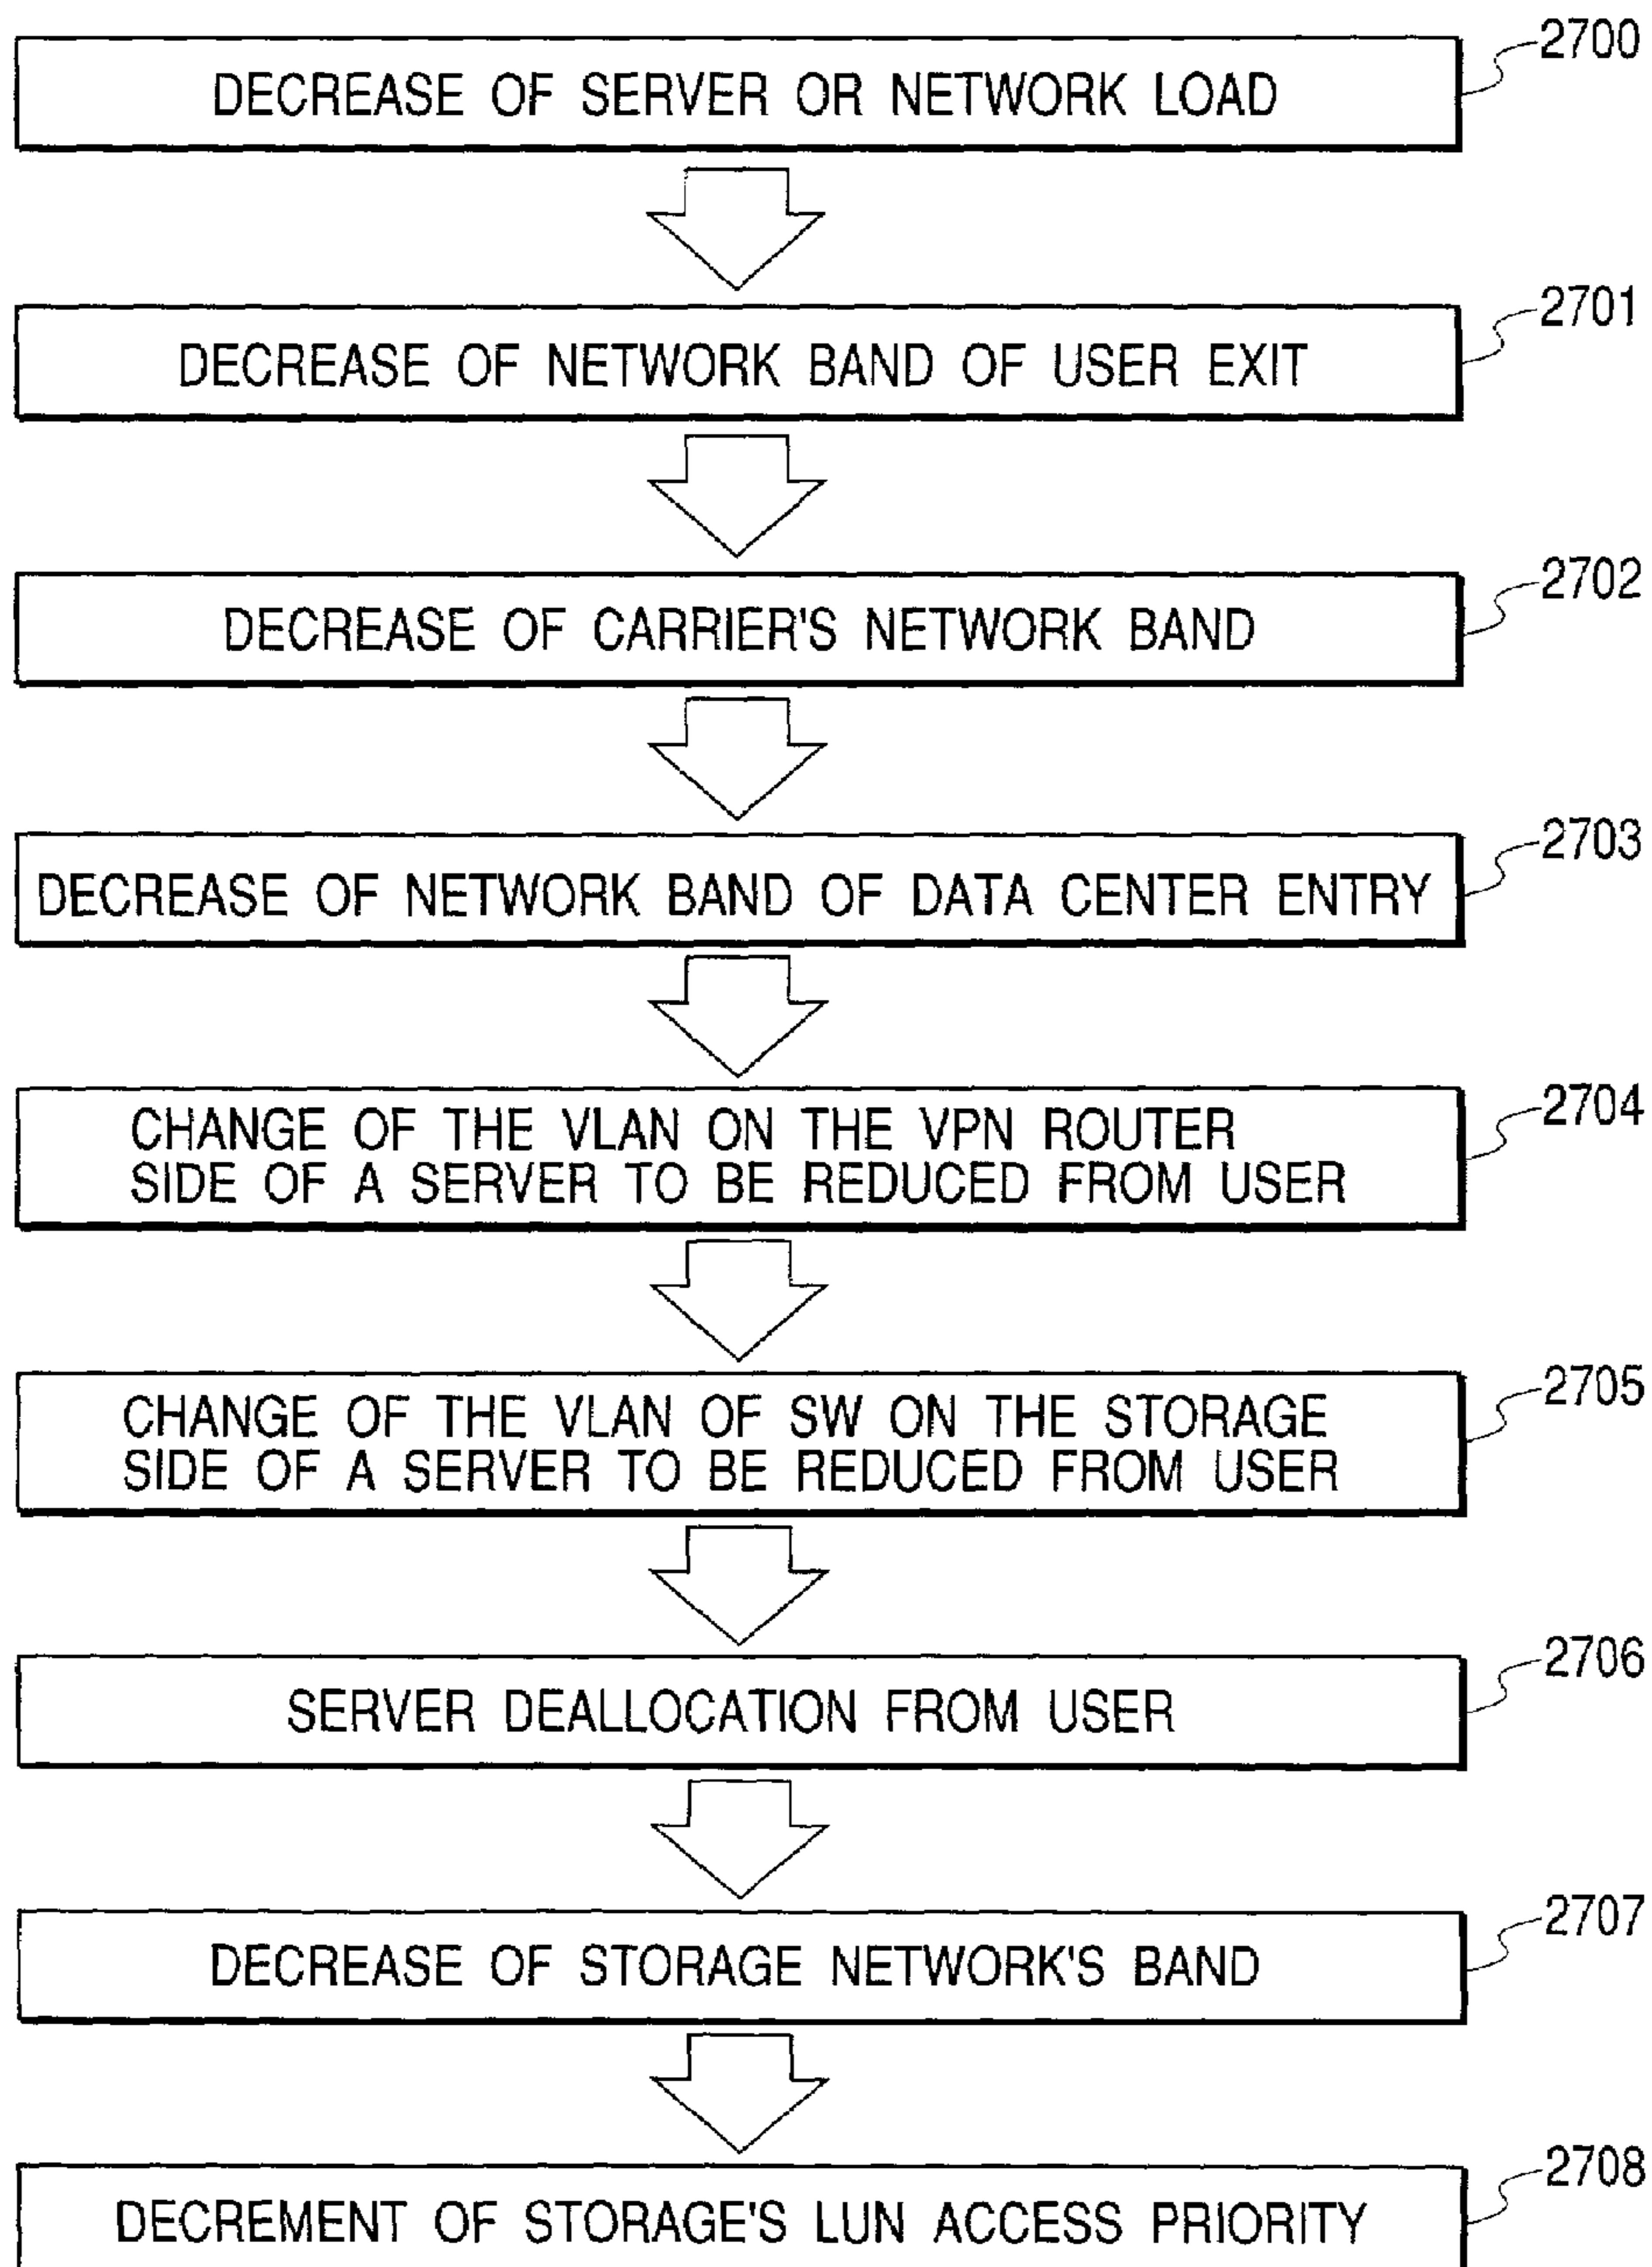 2700
DECREASE OF SERVER OR NETWORK LOAD
2701
DECREASE OF NETWORK BAND OF USER EXIT
2702
DECREASE OF CARRIER'S NETWORK BAND
2703
DECREASE OF NETWORK BAND OF DATA CENTER ENTRY
2704
CHANGE OF THE VLAN ON THE VPN ROUTER
SIDE OF A SERVER TO BE REDUCED FROM USER
2705
CHANGE OF THE VLAN OF SW ON THE STORAGE
SIDE OF A SERVER TO BE REDUCED FROM USER
2706
SERVER DEALLOCATION FROM USER
2707
DECREASE OF STORAGE NETWORK'S BAND
2708
DECREMENT OF STORAGE'S LUN ACCESS PRIORITY